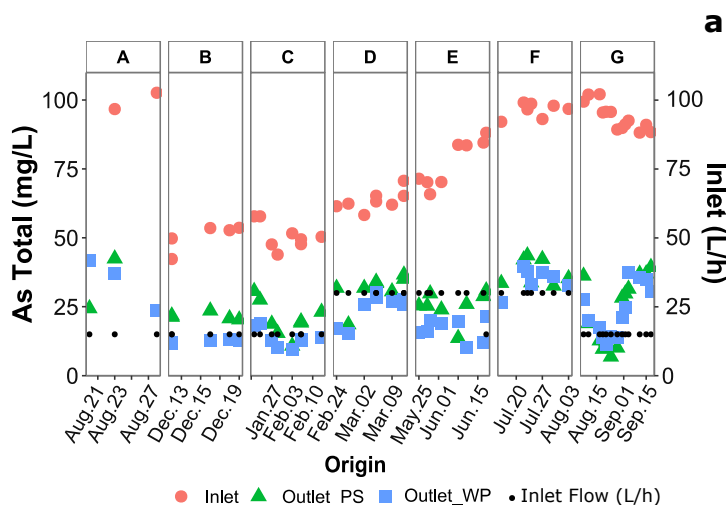 a
A B C D E F G
As Total (mg/L)
100
75
50
25
0
100
75
50
25
0
Inlet (L/h)
Aug.21 Aug.23 Aug.27 Dec.13 Dec.15 Dec.19 Jan.27 Feb.03 Feb.10 Feb.24 Mar.02 Mar.09 May.25 Jun.01 Jun.15 Jul.20 Jul.27 Aug.03 Aug.15 Sep.01 Sep.15
Origin
Inlet Outlet_PS Outlet_WP Inlet Flow (L/h)